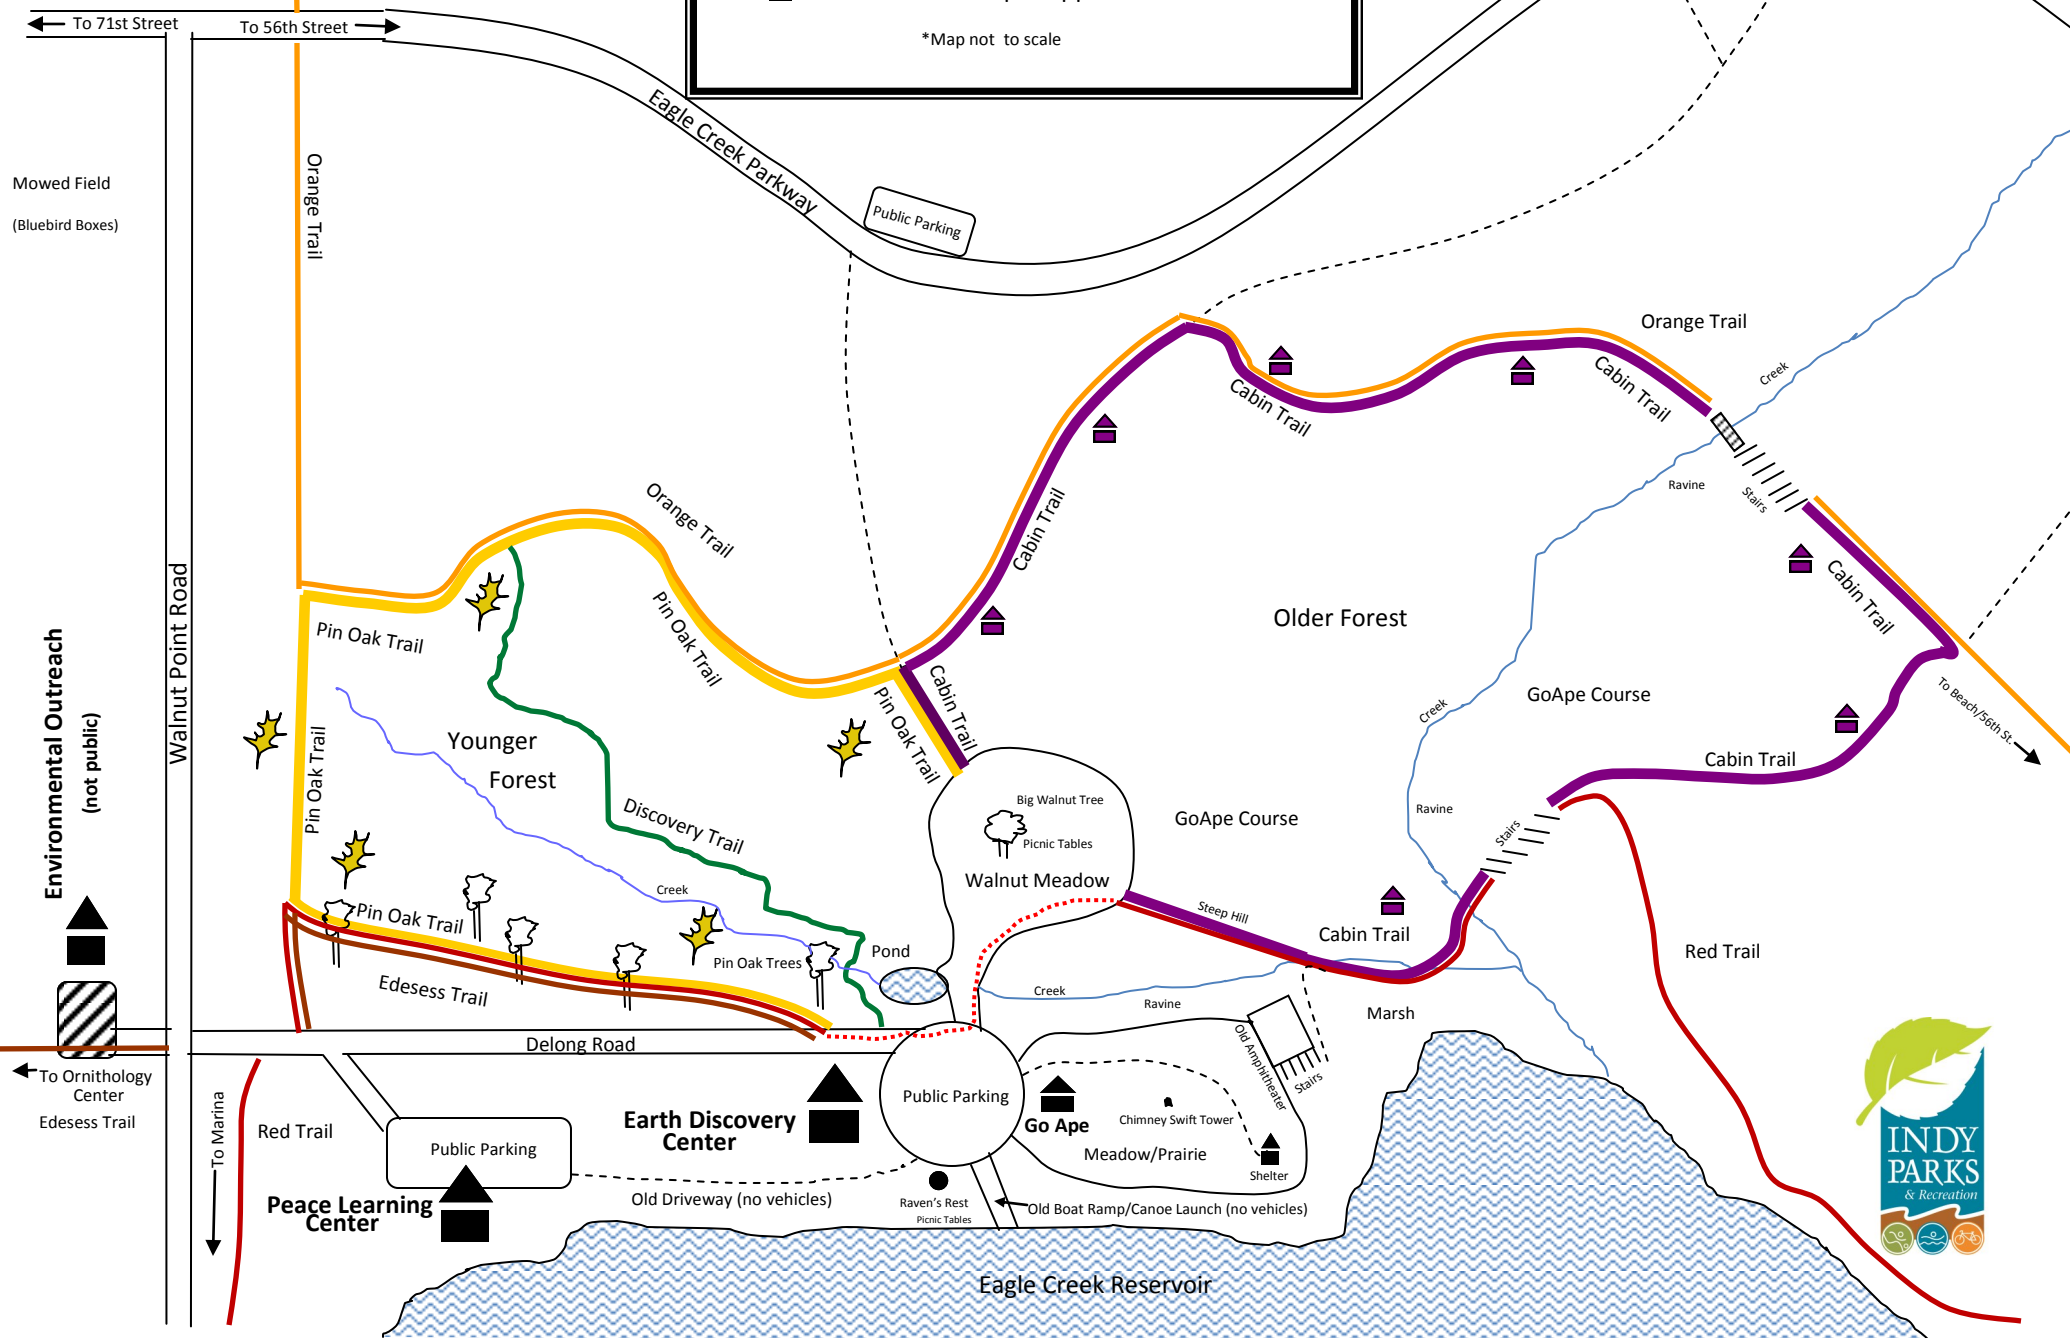 To 71st Street
To 56th Street
*Map not to scale
Eagle Creek Parkway
Public Parking
Mowed Field
(Bluebird Boxes)
Orange Trail
Orange Trail
Cabin Trail
Cabin Trail
Creek
Ravine
Stairs
Orange Trail
Cabin Trail
Cabin Trail
Older Forest
Pin Oak Trail
Pin Oak Trail
Pin Oak Trail
Cabin Trail
Pin Oak Trail
Walnut Point Road
Environmental Outreach
(not public)
Younger
Forest
Discovery Trail
Creek
GoApe Course
Creek
To Beach/56th St.
Cabin Trail
Ravine
Stairs
GoApe Course
Big Walnut Tree
Picnic Tables
Walnut Meadow
Steep Hill
Cabin Trail
Red Trail
Pin Oak Trail
Pin Oak Trees
Pond
Edesess Trail
Creek
Ravine
Marsh
Delong Road
Old Amphitheater
Stairs
To Ornithology
Center
Edesess Trail
To Marina
Red Trail
Public Parking
Peace Learning
Center
Earth Discovery
Center
Public Parking
Go Ape
Chimney Swift Tower
Meadow/Prairie
Shelter
Old Driveway (no vehicles)
Raven's Rest
Picnic Tables
Old Boat Ramp/Canoe Launch (no vehicles)
Eagle Creek Reservoir
INDY
PARKS
& Recreation